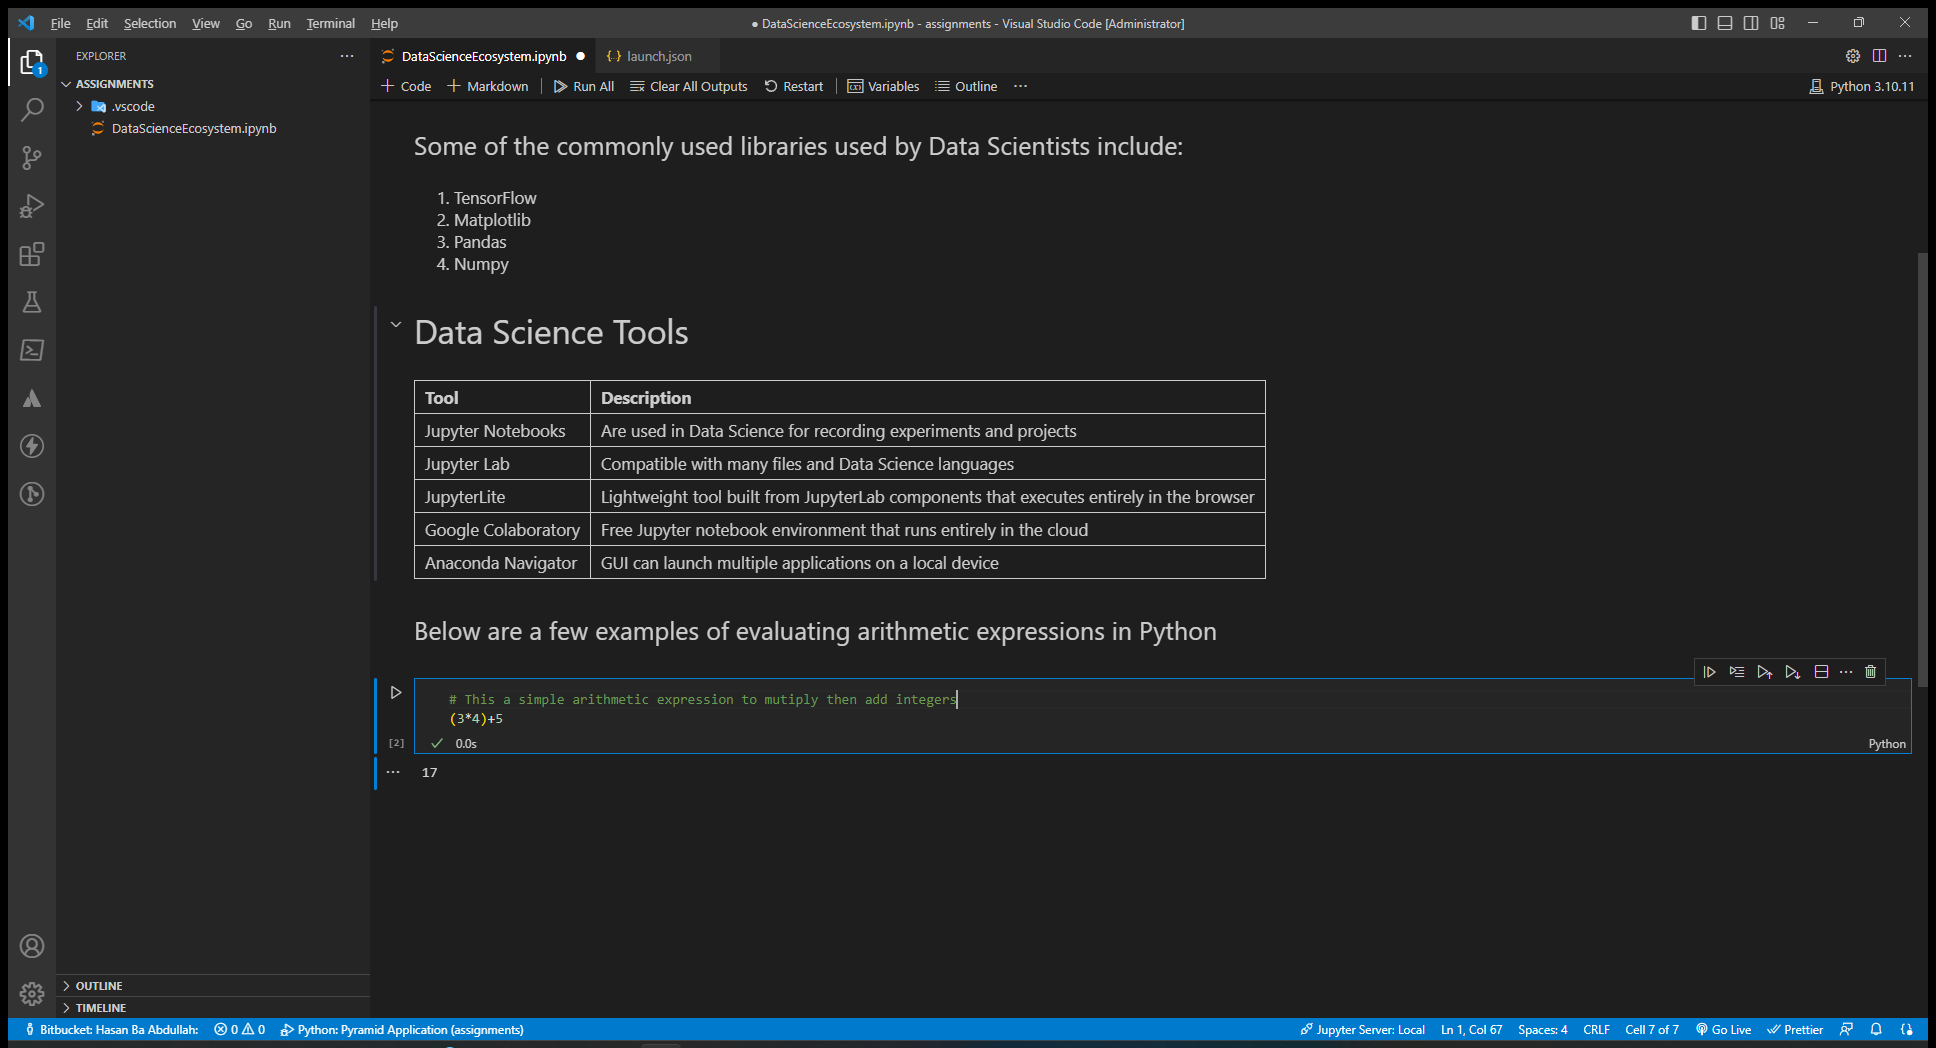 File Edit Selection View Go Run Terminal Help
● DataScienceEcosystem.ipynb - assignments - Visual Studio Code [Administrator]
EXPLORER
ASSIGNMENTS
.vscode
DataScienceEcosystem.ipynb
OUTLINE
TIMELINE
1
DataScienceEcosystem.ipynb ● {.} launch.json
+ Code + Markdown Run All Clear All Outputs Restart Variables Outline ...
Python 3.10.11
Some of the commonly used libraries used by Data Scientists include:
1. TensorFlow
2. Matplotlib
3. Pandas
4. Numpy
Data Science Tools
Tool Description
Jupyter Notebooks Are used in Data Science for recording experiments and projects
Jupyter Lab Compatible with many files and Data Science languages
JupyterLite Lightweight tool built from JupyterLab components that executes entirely in the browser
Google Colaboratory Free Jupyter notebook environment that runs entirely in the cloud
Anaconda Navigator GUI can launch multiple applications on a local device
Below are a few examples of evaluating arithmetic expressions in Python
# This a simple arithmetic expression to mutiply then add integers
(3*4)+5
[2] ✓ 0.0s
Python
17
Bitbucket: Hasan Ba Abdullah: 0 0 Python: Pyramid Application (assignments)
Jupyter Server: Local Ln 1, Col 67 Spaces: 4 CRLF Cell 7 of 7 Go Live Prettier